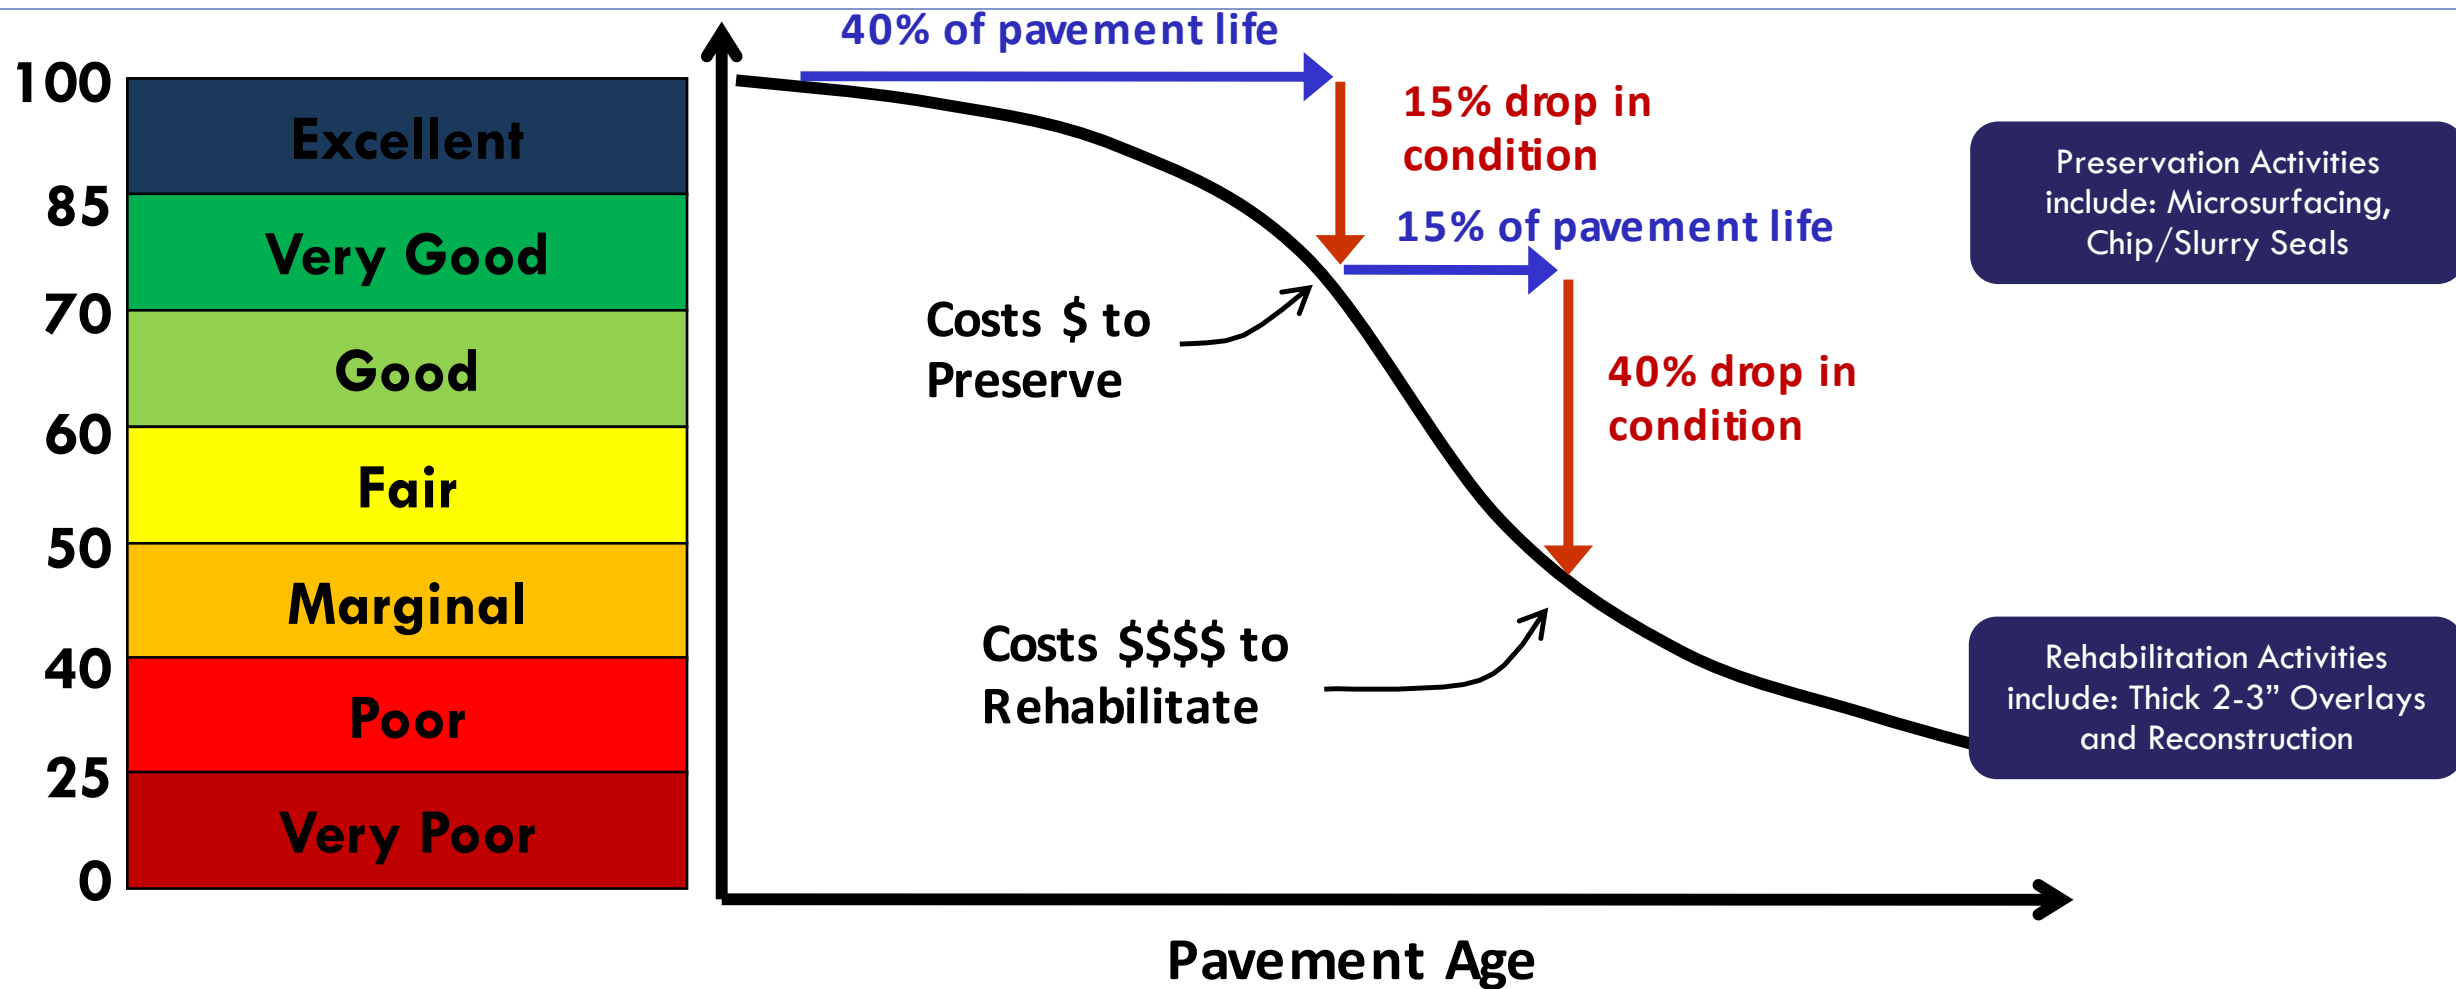 40% of pavement life
100
Excellent
85
Very Good
70
Good
60
Fair
50
Marginal
40
Poor
25
Very Poor
0
15% drop in
condition
15% of pavement life
Costs $ to
Preserve
40% drop in
condition
Costs $$$$ to
Rehabilitate
Preservation Activities
include: Microsurfacing,
Chip/Slurry Seals
Rehabilitation Activities
include: Thick 2-3” Overlays
and Reconstruction
Pavement Age